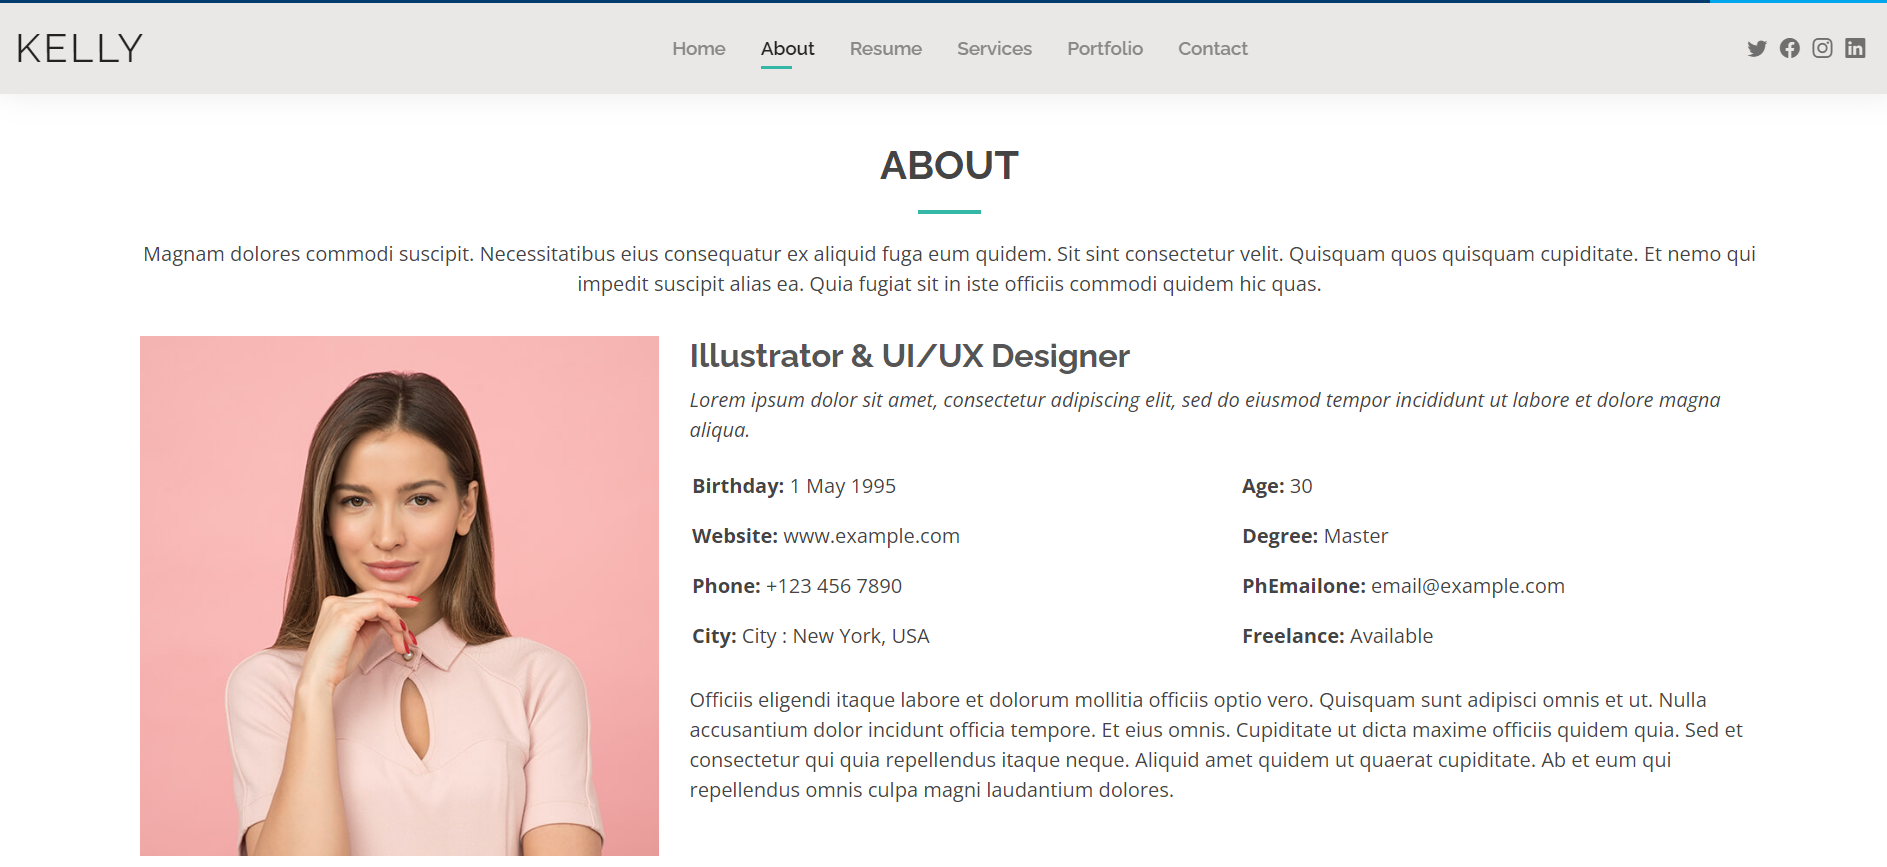 KELLY
Home About Resume Services Portfolio Contact
ABOUT
Magnam dolores commodi suscipit. Necessitatibus eius consequatur ex aliquid fuga eum quidem. Sit sint consectetur velit. Quisquam quos quisquam cupiditate. Et nemo qui
impedit suscipit alias ea. Quia fugiat sit in iste officiis commodi quidem hic quas.
Illustrator & UI/UX Designer
Lorem ipsum dolor sit amet, consectetur adipiscing elit, sed do eiusmod tempor incididunt ut labore et dolore magna
aliqua.
Birthday: 1 May 1995
Age: 30
Website: www.example.com
Degree: Master
Phone: +123 456 7890
PhEmailone: email@example.com
City: City : New York, USA
Freelance: Available
Officiis eligendi itaque labore et dolorum mollitia officiis optio vero. Quisquam sunt adipisci omnis et ut. Nulla
accusantium dolor incidunt officia tempore. Et eius omnis. Cupiditate ut dicta maxime officiis quidem quia. Sed et
consectetur qui quia repellendus itaque neque. Aliquid amet quidem ut quaerat cupiditate. Ab et eum qui
repellendus omnis culpa magni laudantium dolores.